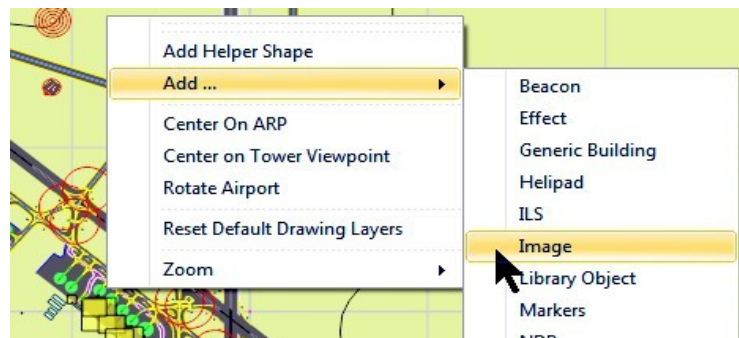 Add Helper Shape
Add ...
Center On ARP
Center on Tower Viewpoint
Rotate Airport
Reset Default Drawing Layers
Zoom
Beacon
Effect
Generic Building
Helipad
ILS
Image
Library Object
Markers